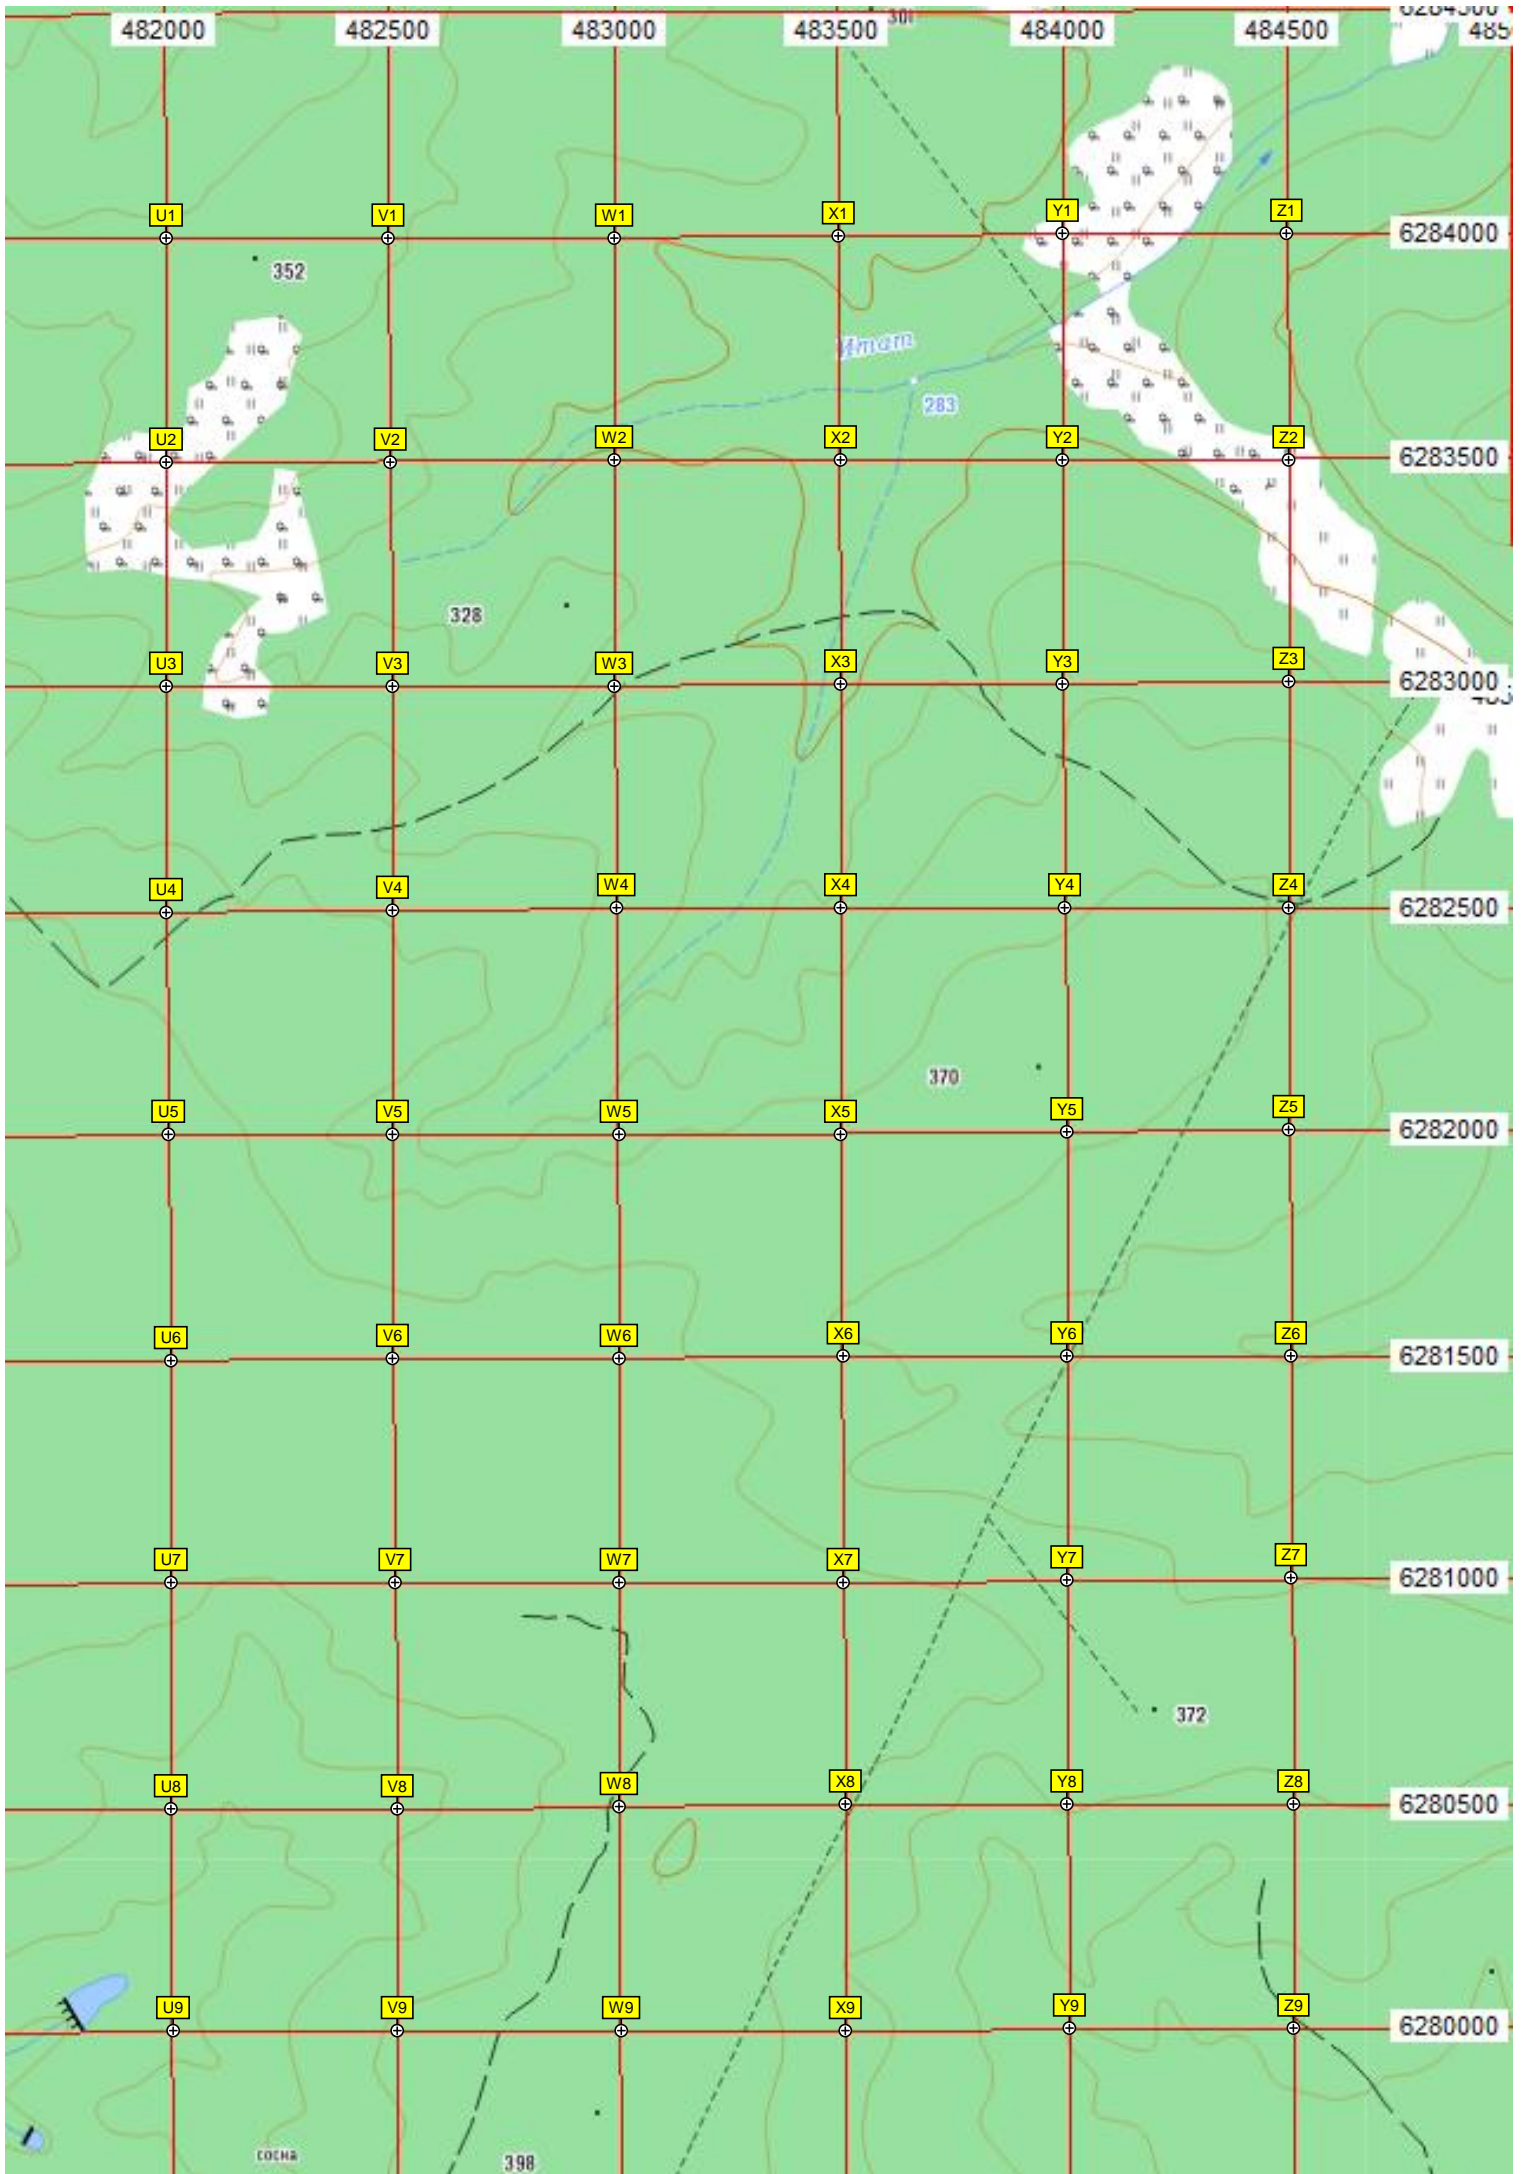 301
6284500
482000 482500 483000 483500 484000 484500 485
U1 V1 W1 X1 Y1 Z1
6284000
352
Итат
283
U2 V2 W2 X2 Y2 Z2
6283500
328
U3 V3 W3 X3 Y3 Z3
6283000
U4 V4 W4 X4 Y4 Z4
6282500
370
U5 V5 W5 X5 Y5 Z5
6282000
U6 V6 W6 X6 Y6 Z6
6281500
U7 V7 W7 X7 Y7 Z7
6281000
372
U8 V8 W8 X8 Y8 Z8
6280500
U9 V9 W9 X9 Y9 Z9
6280000
сосна
398